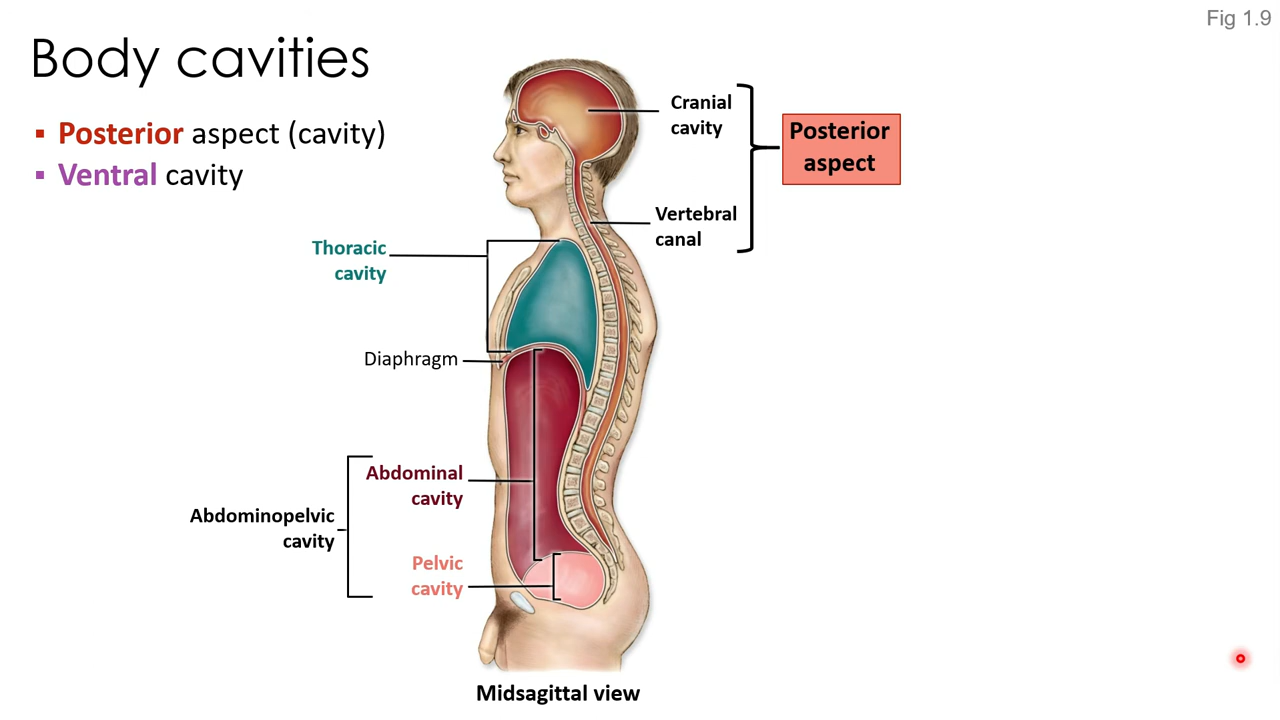 Fig 1.9
Body cavities
▪ Posterior aspect (cavity)
▪ Ventral cavity
Cranial
cavity
Posterior
aspect
Vertebral
canal
Thoracic
cavity
Diaphragm
Abdominal
cavity
Abdominopelvic
cavity
Pelvic
cavity
Midsagittal view